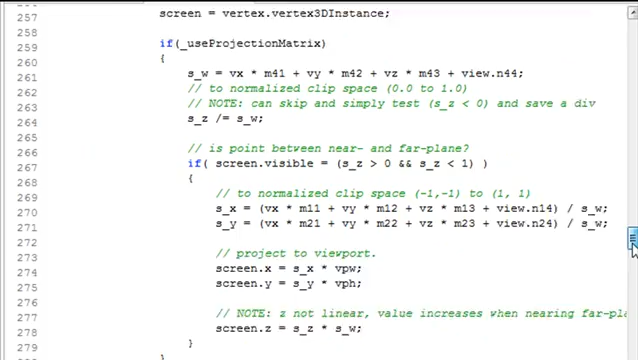 257 screen = vertex.vertex3DInstance;
258
259 if(_useProjectionMatrix)
260 {
261 s_w = vx * m41 + vy * m42 + vz * m43 + view.n44;
262 // to normalized clip space (0.0 to 1.0)
263 // NOTE: can skip and simply test (s_z < 0) and save a div
264 s_z /= s_w;
265
266 // is point between near- and far-plane?
267 if( screen.visible = (s_z > 0 && s_z < 1) )
268 {
269 // to normalized clip space (-1,-1) to (1, 1)
270 s_x = (vx * m11 + vy * m12 + vz * m13 + view.n14) / s_w;
271 s_y = (vx * m21 + vy * m22 + vz * m23 + view.n24) / s_w;
272
273 // project to viewport.
274 screen.x = s_x * vpw;
275 screen.y = s_y * vph;
276
277 // NOTE: z not linear, value increases when nearing far-pla
278 screen.z = s_z * s_w;
279 }
}